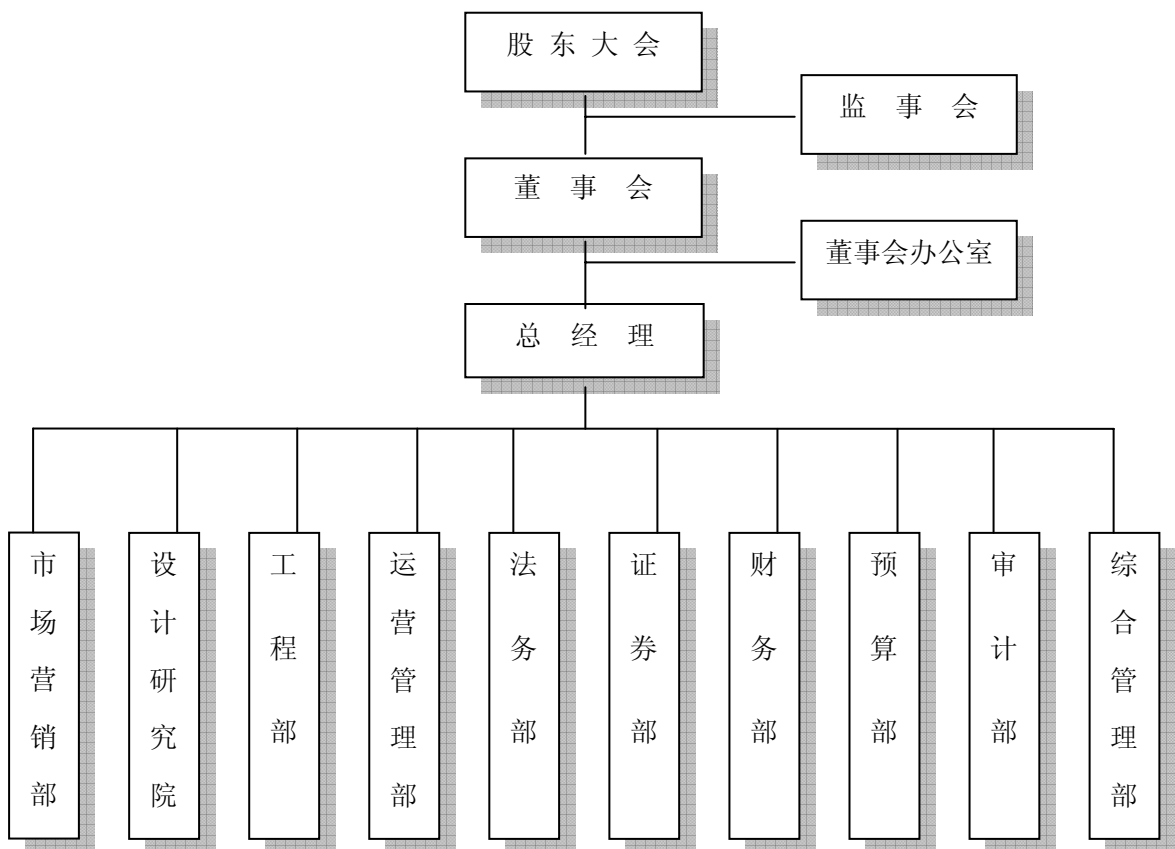 股东大会
监事会
董事会
董事会办公室
总经理
市场营销部
设计研究院
工程部
运营管理部
法务部
证券部
财务部
预算部
审计部
综合管理部